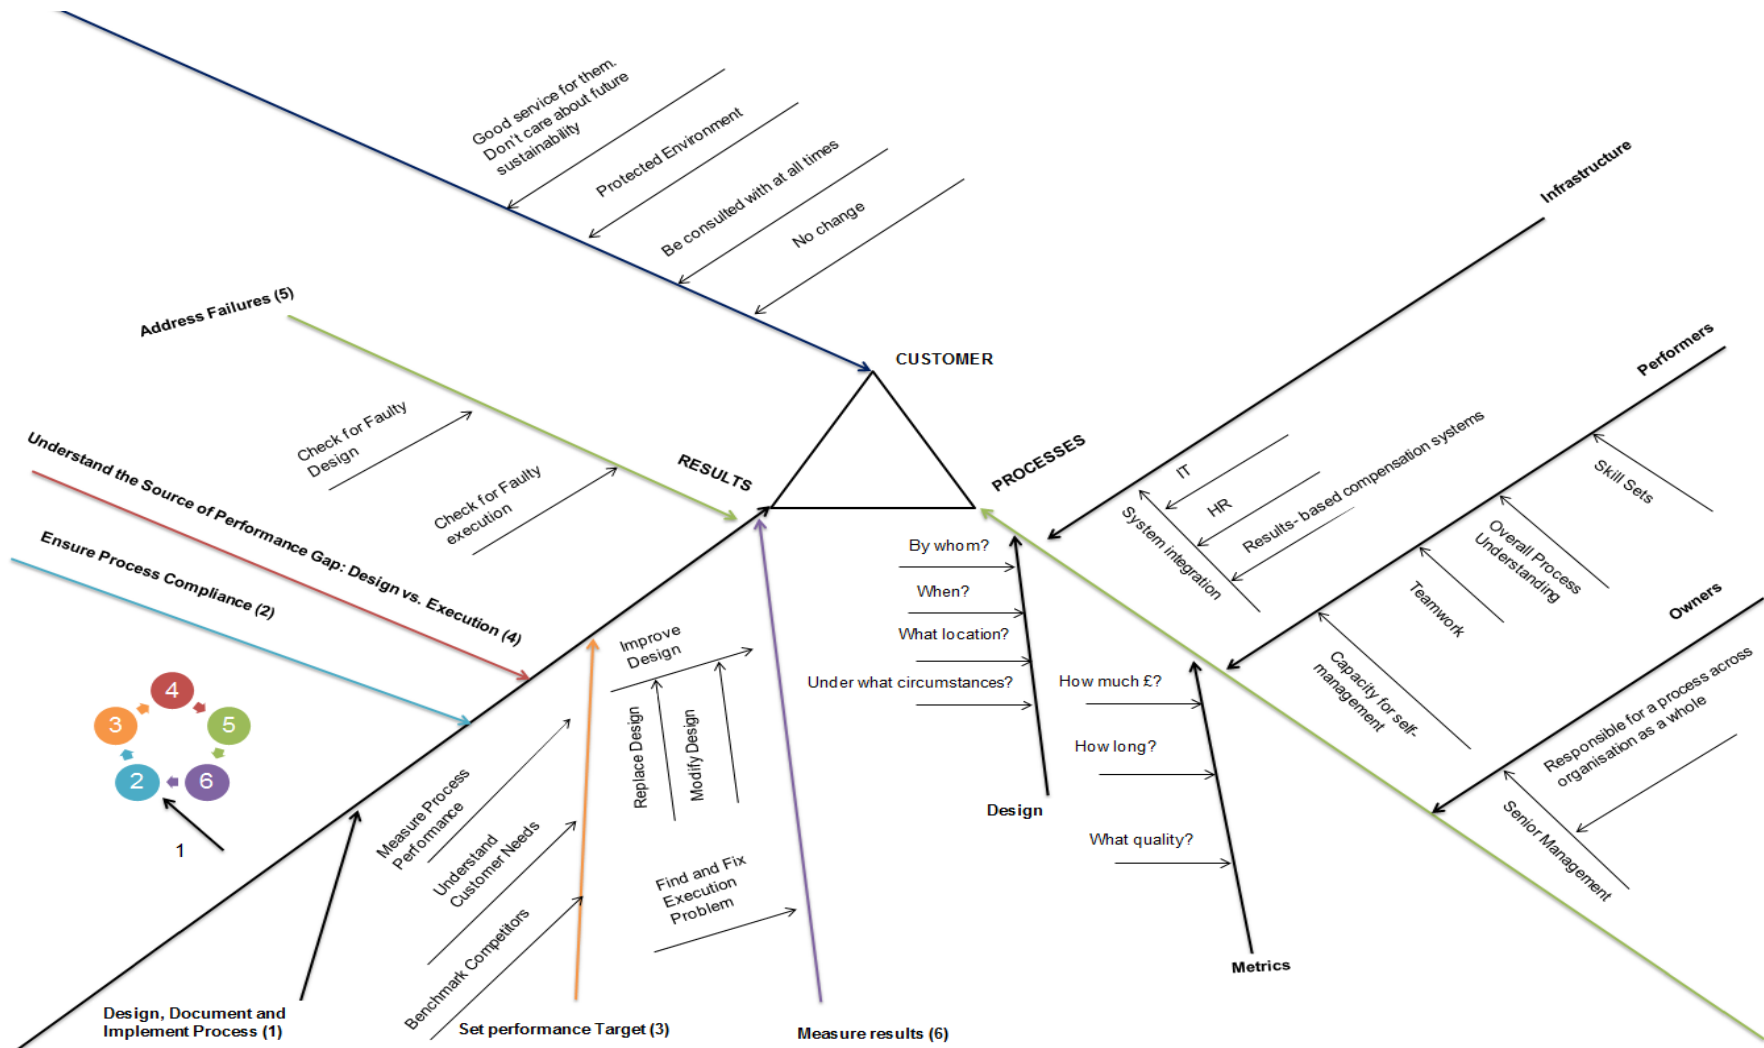 Good service for them.
Don't care about future
sustainability
Protected Environment
Be consulted with at all times
No change
CUSTOMER
Address Failures (5)
Check for Faulty
Design
Check for Faulty
execution
RESULTS
Understand the Source of Performance Gap: Design vs. Execution (4)
Ensure Process Compliance (2)
4
3
5
2
6
1
Design, Document and
Implement Process (1)
Measure Process
Performance
Understand
Customer Needs
Benchmark Competitors
Set performance Target (3)
Improve
Design
Replace Design
Modify Design
Find and Fix
Execution
Problem
Measure results (6)
PROCESSES
By whom?
When?
What location?
Under what circumstances?
Design
How much £?
How long?
What quality?
Metrics
Infrastructure
IT
HR
Results- based compensation systems
System integration
Performers
Skill Sets
Overall Process
Understanding
Teamwork
Capacity for self-
management
Owners
Responsible for a process across
organisation as a whole
Senior Management